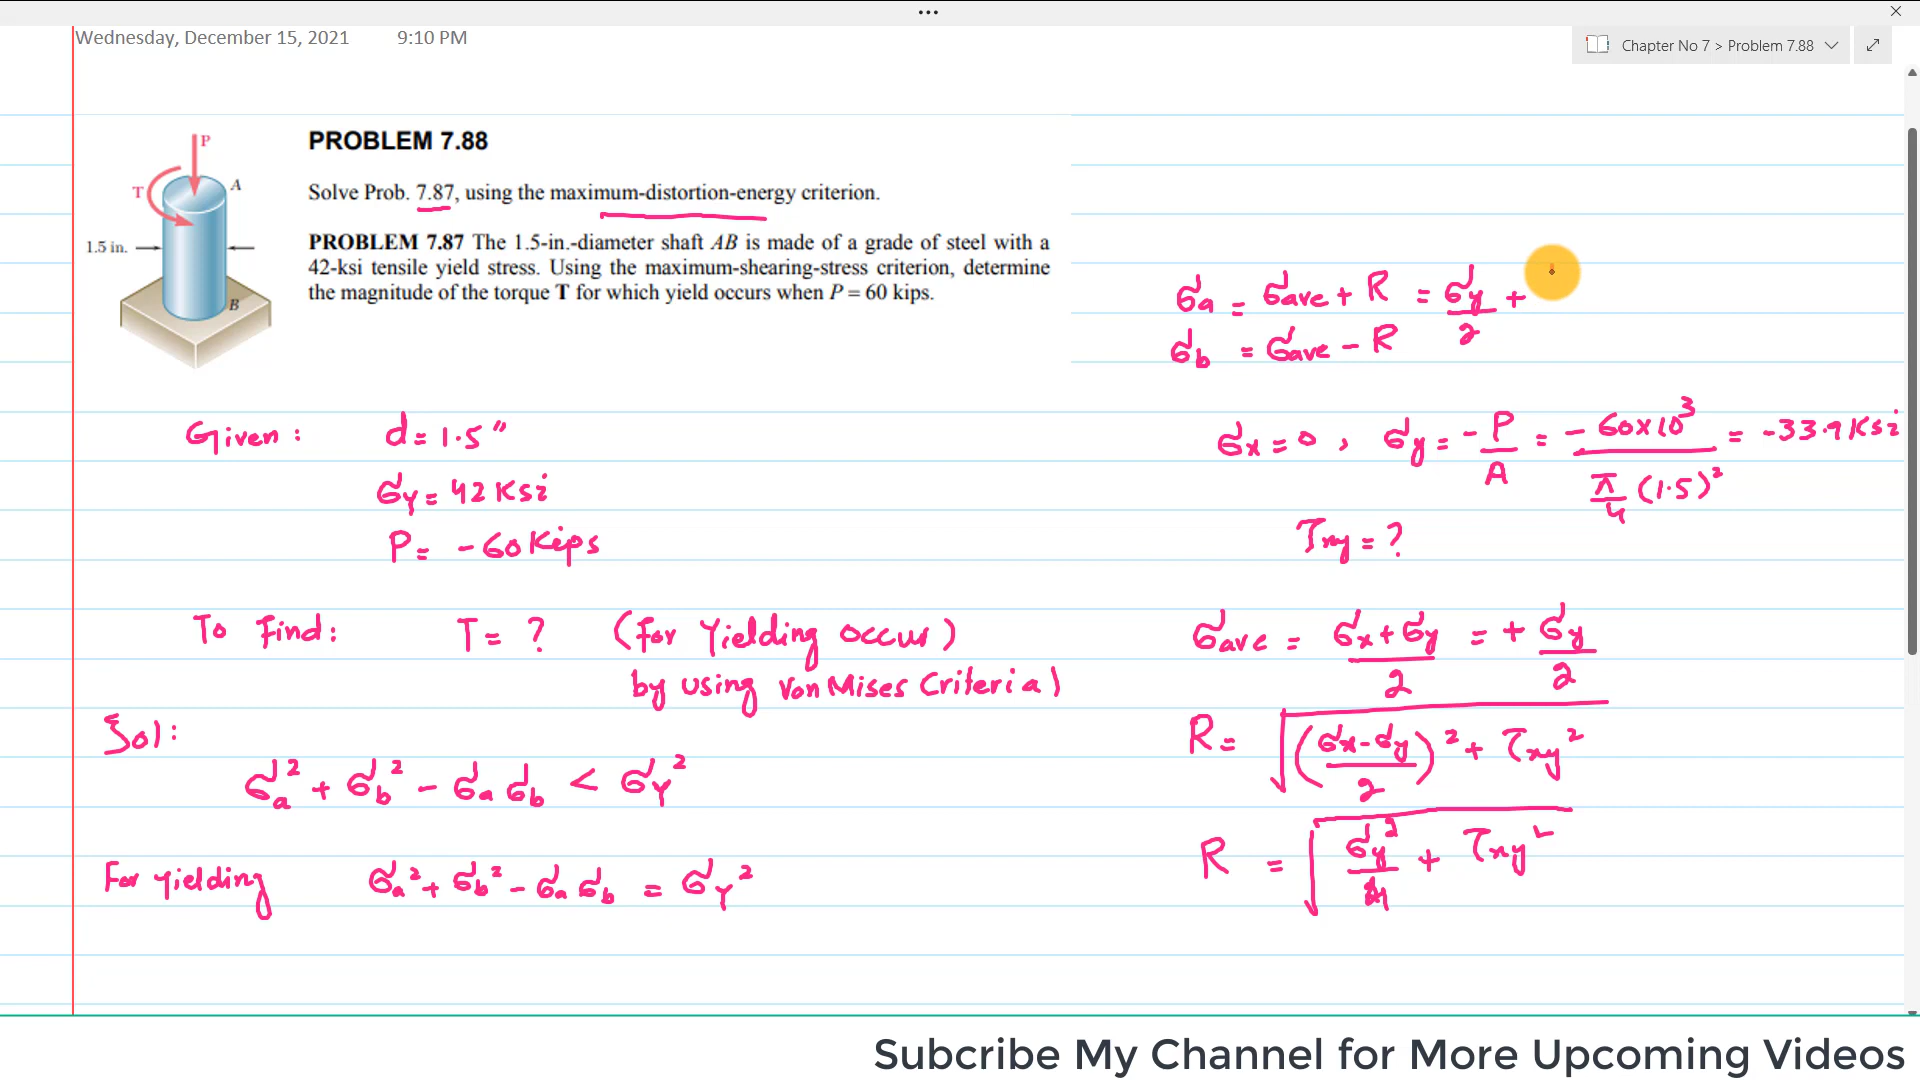 Wednesday, December 15, 2021 9:10 PM
Chapter No 7 > Problem 7.88
PROBLEM 7.88
Solve Prob. 7.87, using the maximum-distortion-energy criterion.
PROBLEM 7.87 The 1.5-in.-diameter shaft AB is made of a grade of steel with a
42-ksi tensile yield stress. Using the maximum-shearing-stress criterion, determine
the magnitude of the torque T for which yield occurs when P = 60 kips.
P
T
A
1.5 in.
B
Given: d = 1.5"
σY = 42 Ksi
P = -60 Kips
To Find: T = ? (For Yielding occur)
by using Von Mises Criteria)
Sol:
σa² + σb² - σa σb < σY²
For yielding σa² + σb² - σa σb = σY²
σa = σave + R = σy/2 +
σb = σave - R
σx = 0, σy = -P/A = -60x10³/(π/4 (1.5)²) = -33.9 Ksi
τxy = ?
σave = (σx + σy)/2 = + σy/2
R = √(((σx - σy)/2)² + τxy²)
R = √(σy²/4 + τxy²)
Subcribe My Channel for More Upcoming Videos